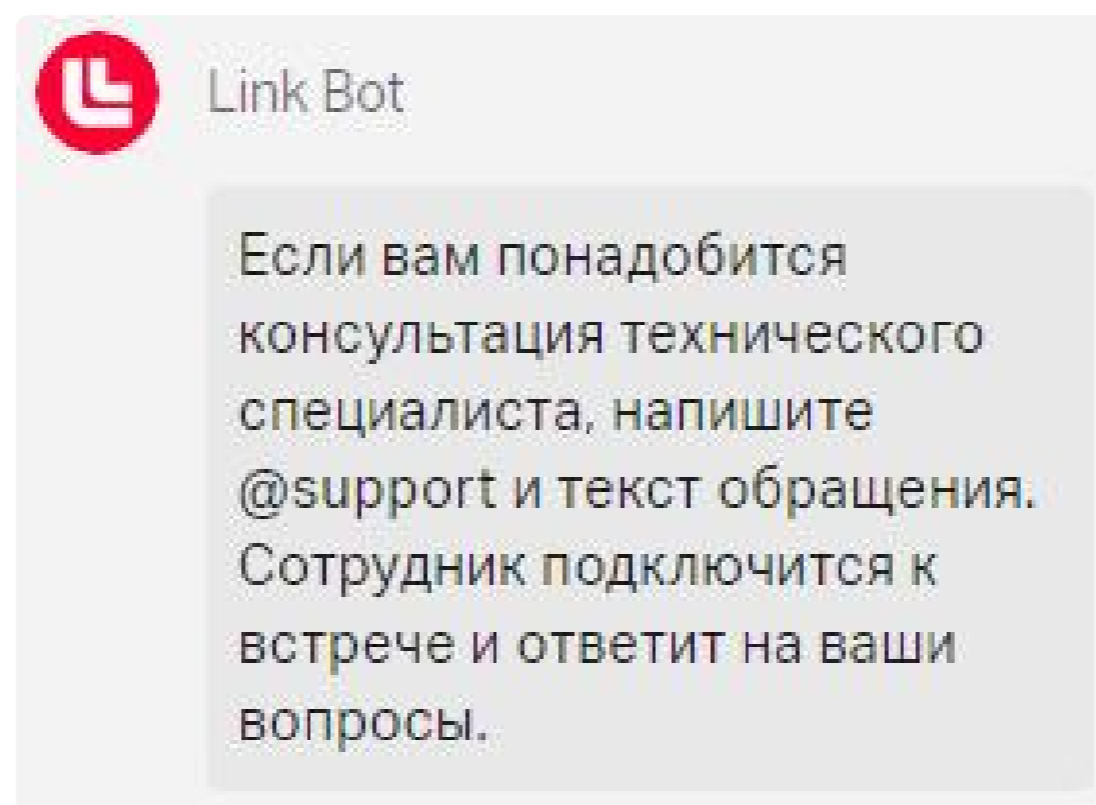 Link Bot
Если вам понадобится
консультация технического
специалиста, напишите
@support и текст обращения.
Сотрудник подключится к
встрече и ответит на ваши
вопросы.